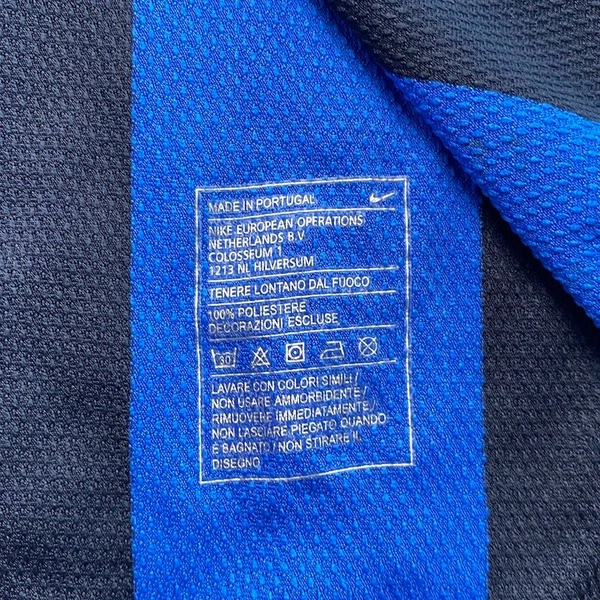 MADE IN PORTUGAL
NIKE EUROPEAN OPERATIONS
NETHERLANDS B.V
COLOSSEUM 1
1213 NL HILVERSUM
TENERE LONTANO DAL FUOCO
100% POLIESTERE
DECORAZIONI ESCLUSE
30
LAVARE CON COLORI SIMILI /
NON USARE AMMORBIDENTE /
RIMUOVERE IMMEDIATAMENTE /
NON LASCIARE PIEGATO QUANDO
È BAGNATO / NON STIRARE IL
DISEGNO